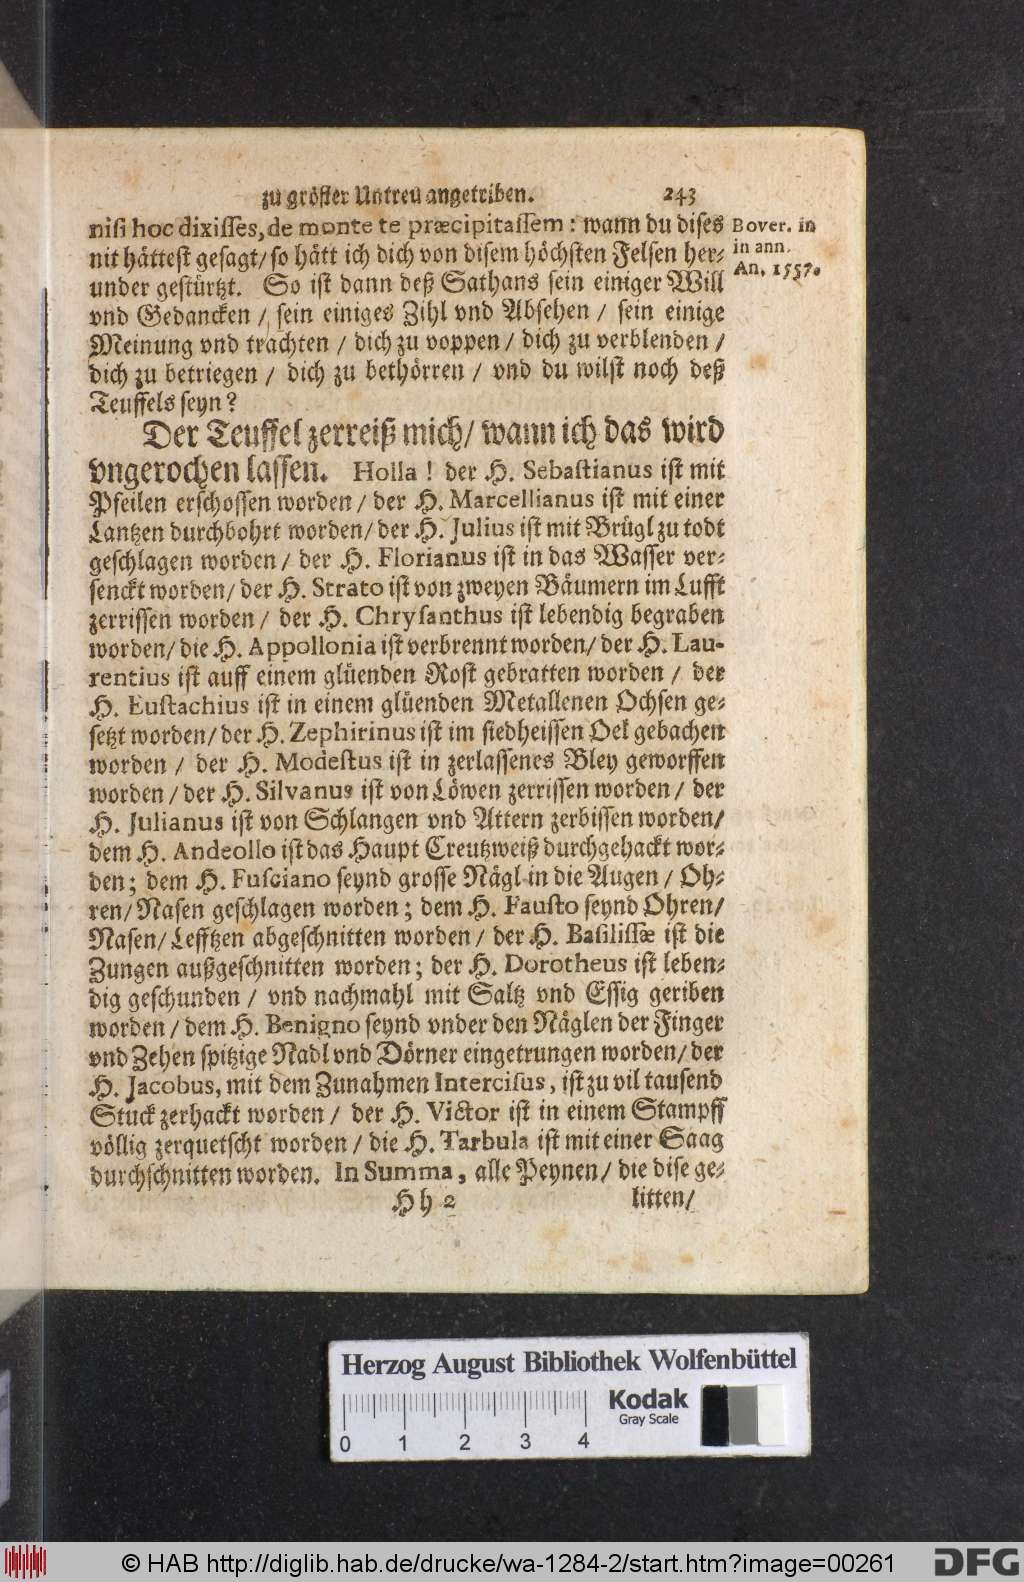 zu gröster Untreu angetriben. 243
nisi hoc dixisses, de monte te præcipitassem: wann du dises
nit hättest gesagt/ so hätt ich dich von disem höchsten Felsen her-
under gestürtzt. So ist dann deß Sathans sein einiger Will
vnd Gedancken / sein einiges Zihl vnd Absehen / sein einige
Meinung vnd trachten / dich zu voppen / dich zu verblenden /
dich zu betriegen / dich zu bethörren / vnd du wilst noch deß
Teuffels seyn?
Bover. in
in ann.
An. 1557.
Der Teuffel zerreiß mich/ wann ich das wird
vngerochen lassen. Holla! der H. Sebastianus ist mit
Pfeilen erschossen worden / der H. Marcellianus ist mit einer
Lantzen durchbohrt worden/ der H. Julius ist mit Brügl zu todt
geschlagen worden / der H. Florianus ist in das Wasser ver-
senckt worden/ der H. Strato ist von zweyen Bäumern im Lufft
zerrissen worden / der H. Chrysanthus ist lebendig begraben
worden/ die H. Appollonia ist verbrennt worden/ der H. Lau-
rentius ist auff einem glüenden Rost gebratten worden / der
H. Eustachius ist in einem glüenden Metallenen Ochsen ge-
setzt worden/ der H. Zephirinus ist im siedheissen Oel gebachen
worden / der H. Modestus ist in zerlassenes Bley geworffen
worden / der H. Silvanus ist von Löwen zerrissen worden / der
H. Julianus ist von Schlangen vnd Attern zerbissen worden/
dem H. Andeollo ist das Haupt Creutzweiß durchgehackt wor-
den; dem H. Fusciano seynd grosse Nägl in die Augen / Oh-
ren/ Nasen geschlagen worden; dem H. Fausto seynd Ohren/
Nasen/ Lefftzen abgeschnitten worden / der H. Basilissæ ist die
Zungen außgeschnitten worden; der H. Dorotheus ist leben-
dig geschunden / vnd nachmahl mit Saltz vnd Essig geriben
worden / dem H. Benigno seynd vnder den Näglen der Finger
vnd Zehen spitzige Nadl vnd Dörner eingetrungen worden/ der
H. Jacobus, mit dem Zunahmen Intercisus, ist zu vil tausend
Stuck zerhackt worden / der H. Victor ist in einem Stampff
völlig zerquetscht worden / die H. Tarbula ist mit einer Saag
durchschnitten worden. In Summa, alle Peynen/ die dise ge-
Hh 2 litten/
Herzog August Bibliothek Wolfenbüttel
Kodak
Gray Scale
0 1 2 3 4
© HAB http://diglib.hab.de/drucke/wa-1284-2/start.htm?image=00261
DFG